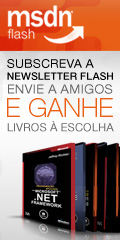 msdn
flash
SUBSCREVA A
NEWSLETTER FLASH
ENVIE A AMIGOS
E GANHE
LIVROS À ESCOLHA
MICROSOFT
.NET
FRAMEWORK